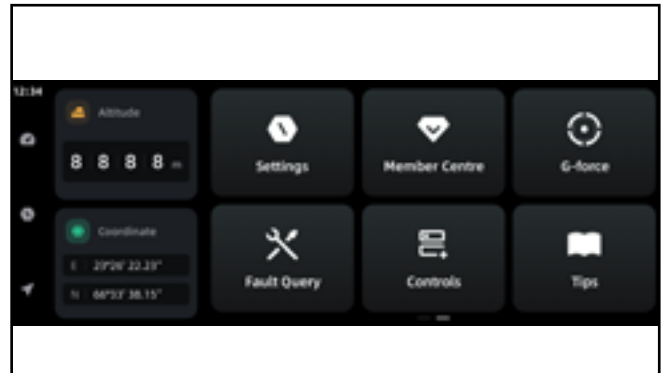 12:34
Altitude
8 8 8 8 m
Settings
Member Centre
G-force
Coordinate
E 23°26' 22.23"
N 66°33' 38.15"
Fault Query
Controls
Tips